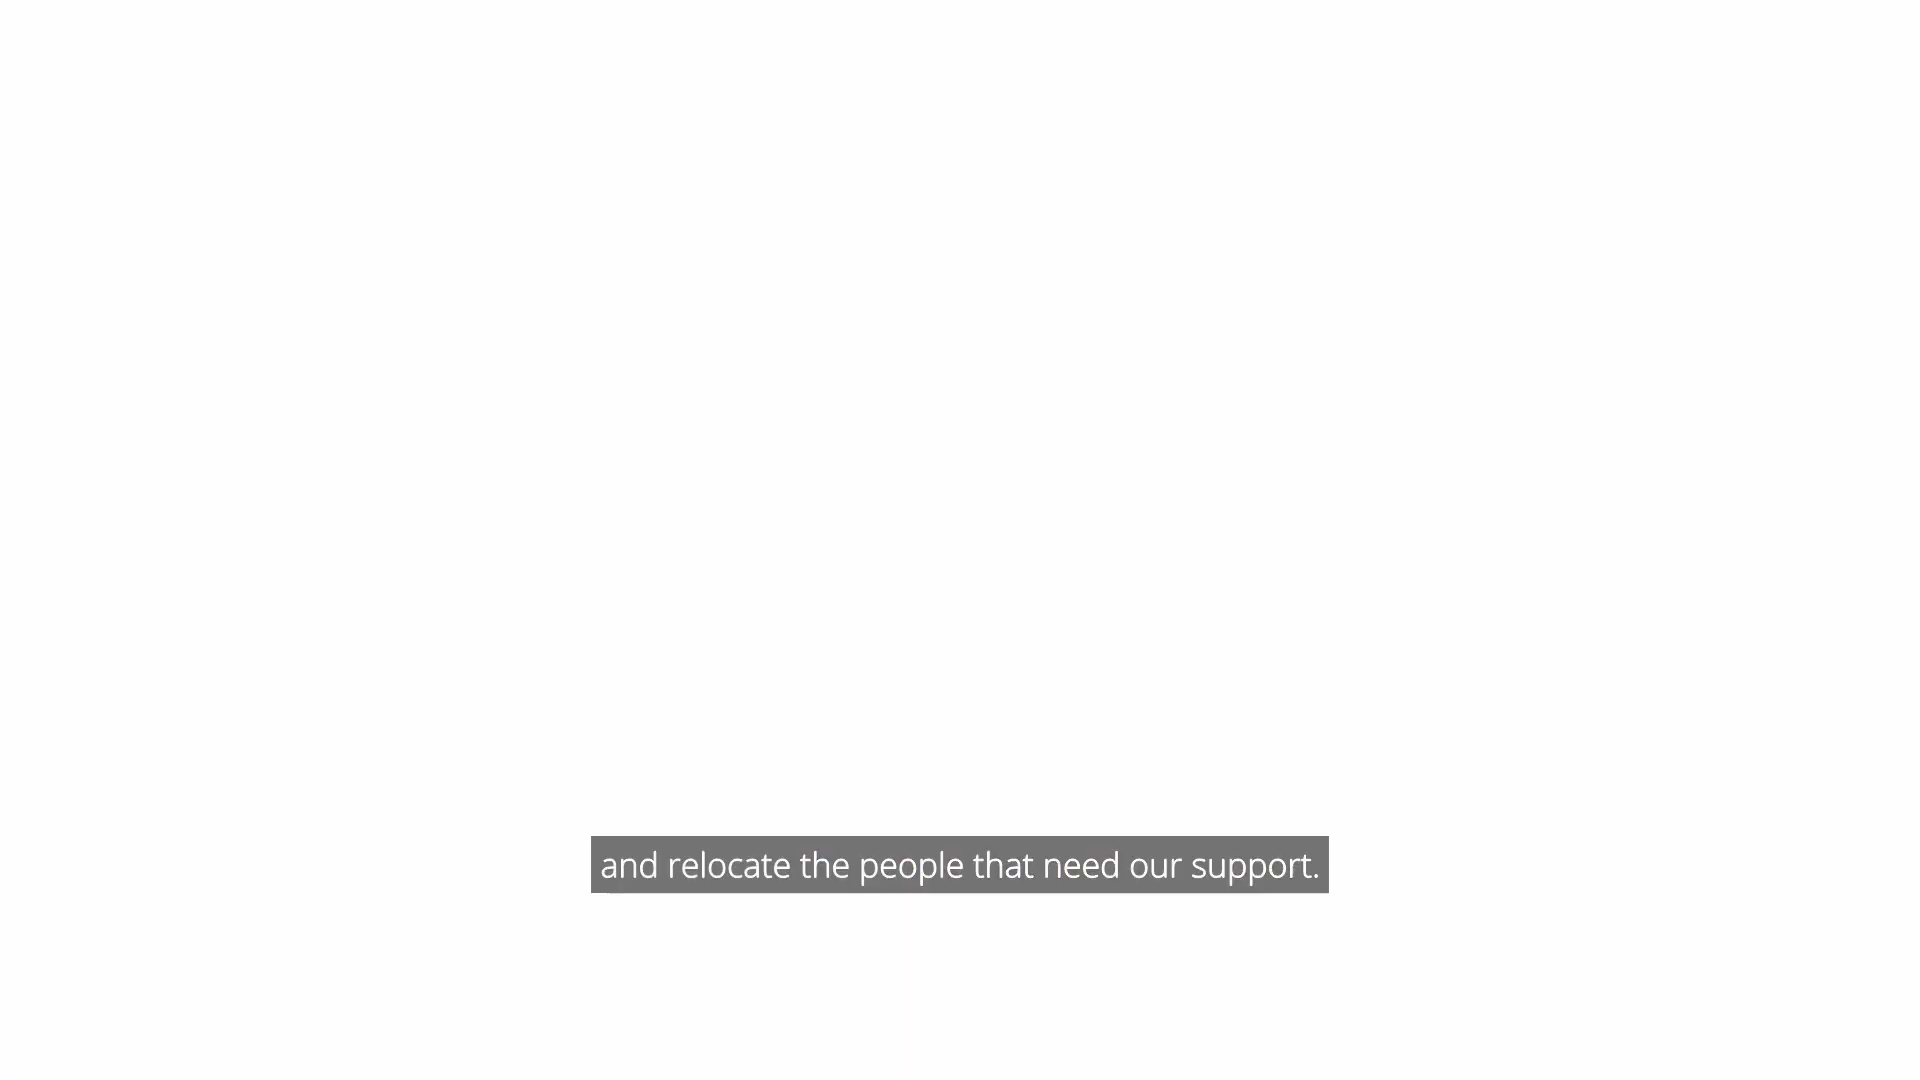 and relocate the people that need our support.